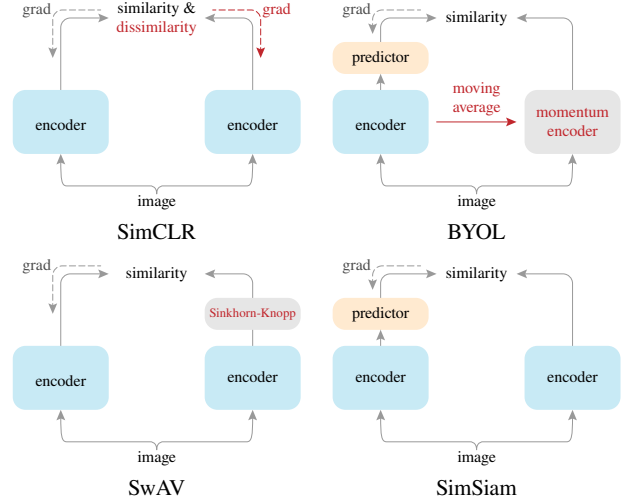 grad
similarity &
dissimilarity
grad
encoder
encoder
image
SimCLR
grad
similarity
predictor
encoder
moving
average
momentum
encoder
image
BYOL
grad
similarity
Sinkhorn-Knopp
encoder
encoder
image
SwAV
grad
similarity
predictor
encoder
encoder
image
SimSiam